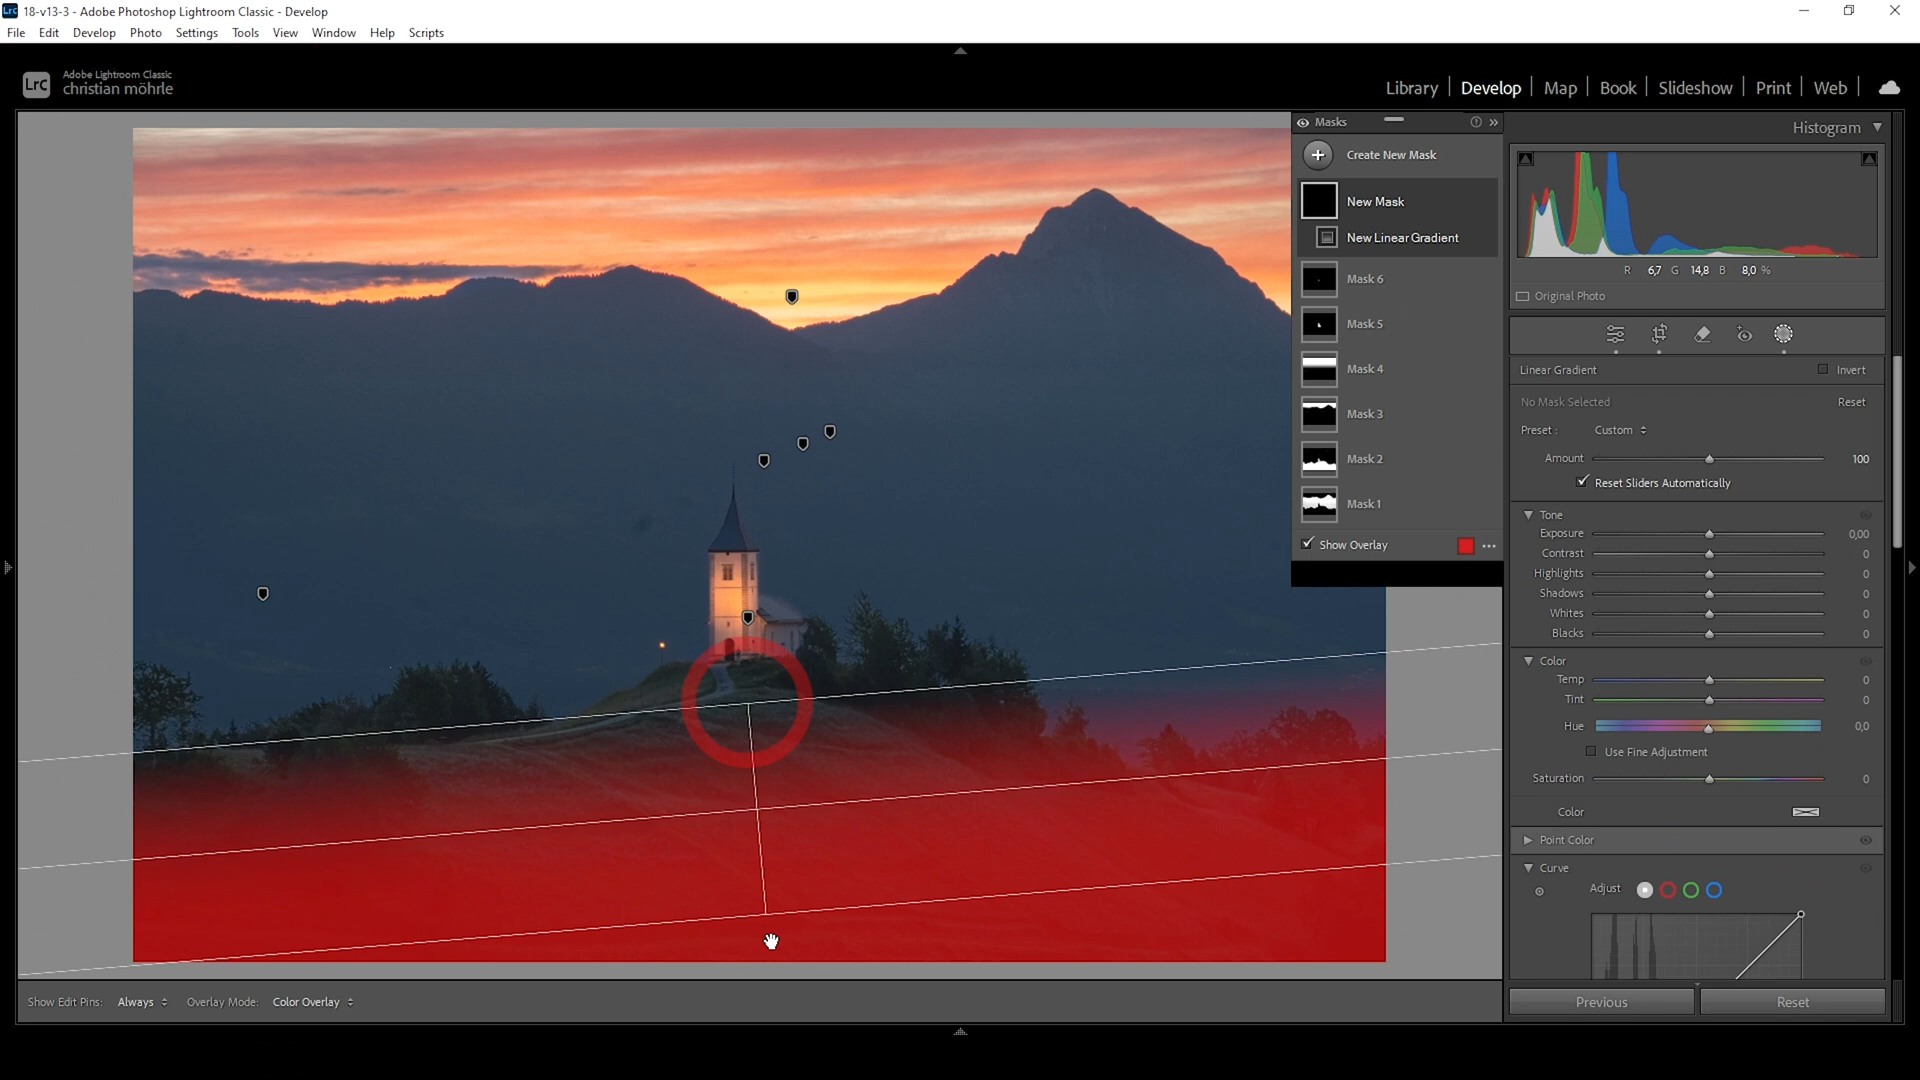 Lrc 18-v13-3 - Adobe Photoshop Lightroom Classic - Develop
File Edit Develop Photo Settings Tools View Window Help Scripts
LrC Adobe Lightroom Classic
christian möhrle
Library Develop Map Book Slideshow Print Web
Masks
Create New Mask
New Mask
New Linear Gradient
Mask 6
Mask 5
Mask 4
Mask 3
Mask 2
Mask 1
Show Overlay
Histogram
R 6,7 G 14,8 B 8,0 %
Original Photo
Linear Gradient Invert
No Mask Selected Reset
Preset : Custom
Amount 100
Reset Sliders Automatically
Tone
Exposure 0,00
Contrast 0
Highlights 0
Shadows 0
Whites 0
Blacks 0
Color
Temp 0
Tint 0
Hue 0,0
Use Fine Adjustment
Saturation 0
Color
Point Color
Curve
Adjust
Show Edit Pins: Always Overlay Mode: Color Overlay
Previous Reset